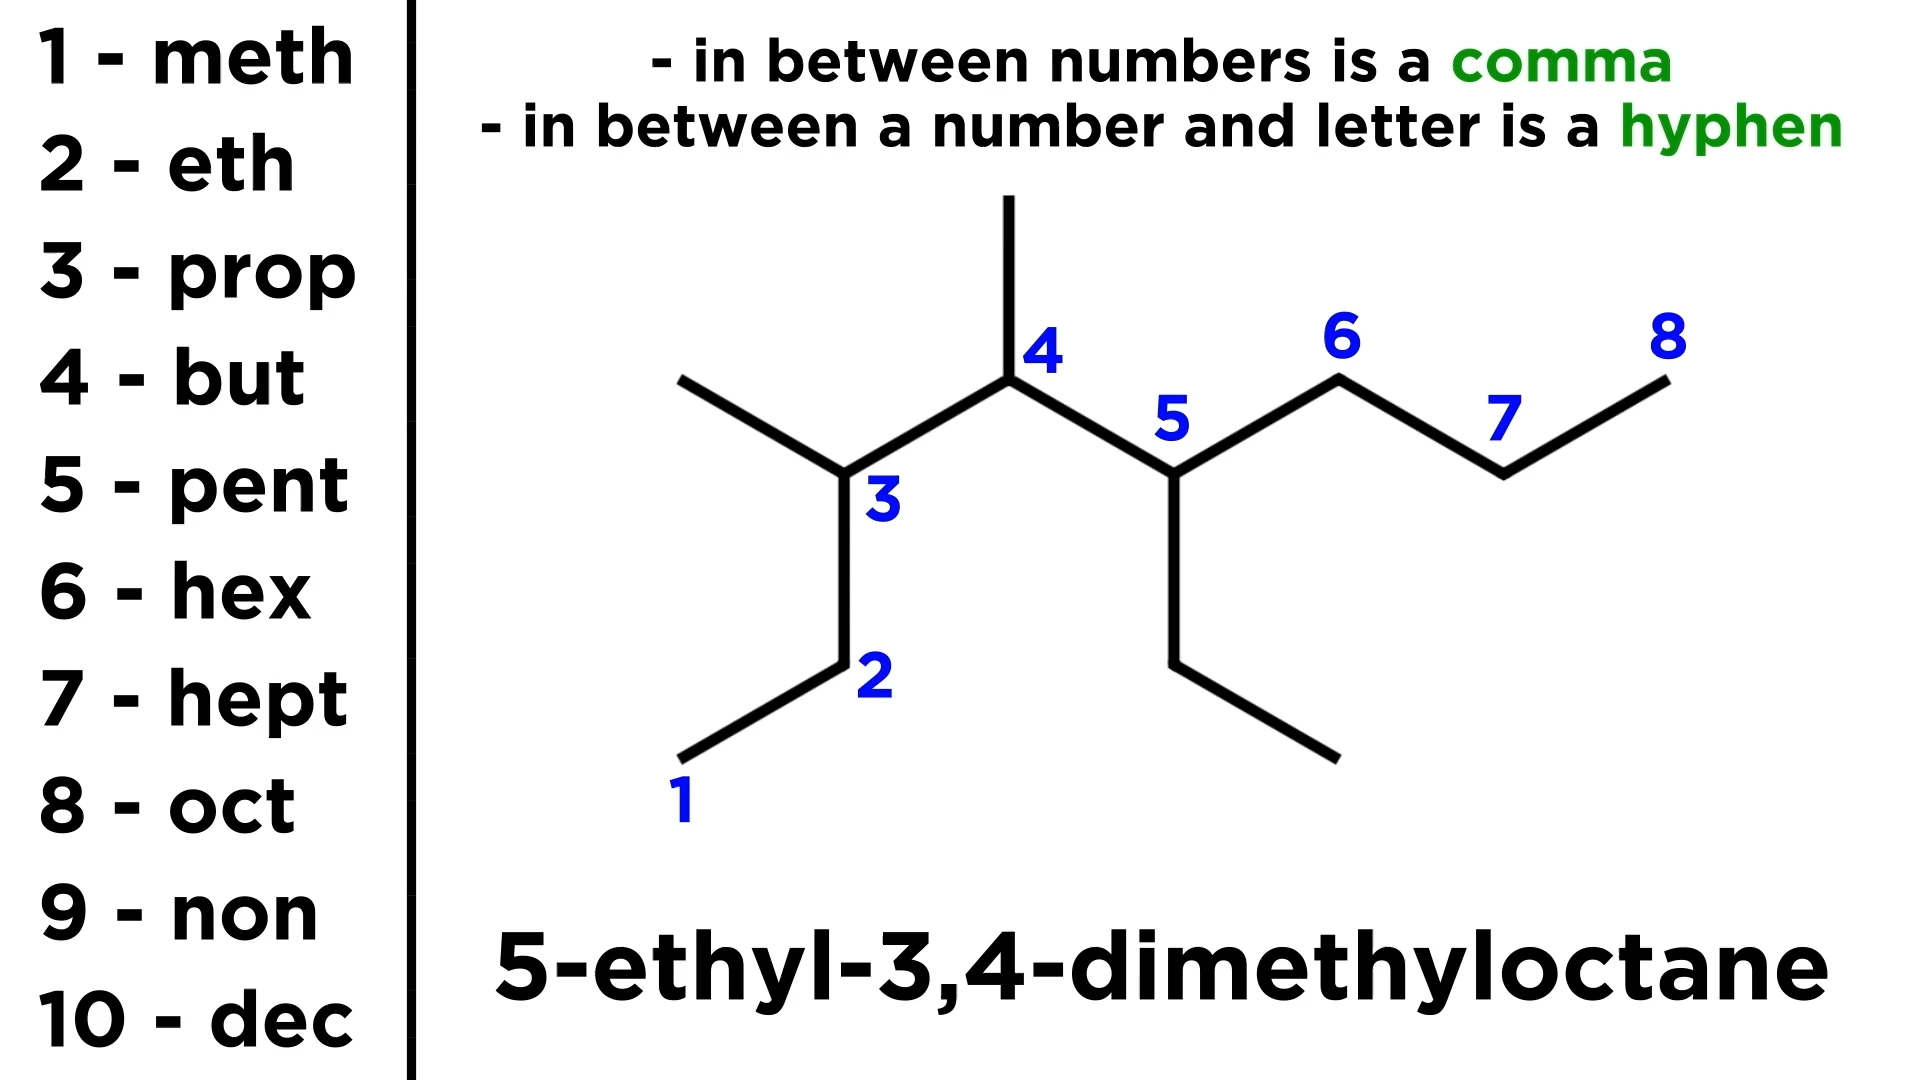 1 - meth
2 - eth
3 - prop
4 - but
5 - pent
6 - hex
7 - hept
8 - oct
9 - non
10 - dec
- in between numbers is a comma
- in between a number and letter is a hyphen
1
2
3
4
5
6
7
8
5-ethyl-3,4-dimethyloctane